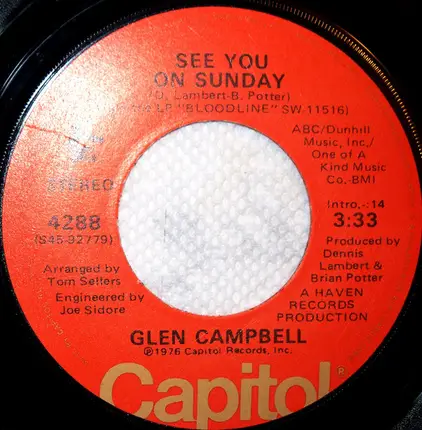 SEE YOU
ON SUNDAY
(D. Lambert-B. Potter)
LP "BLOODLINE" SW-11516)
STEREO
4288
(S45-92779)
Arranged by
Tom Sellers
Engineered by
Joe Sidore
ABC/Dunhill
Music, Inc./
One of A
Kind Music
Co.-BMI
Intro.-:14
3:33
Produced by
Dennis
Lambert &
Brian Potter
A HAVEN
RECORDS
PRODUCTION
GLEN CAMPBELL
℗1976 Capitol Records, Inc.
Capitol®